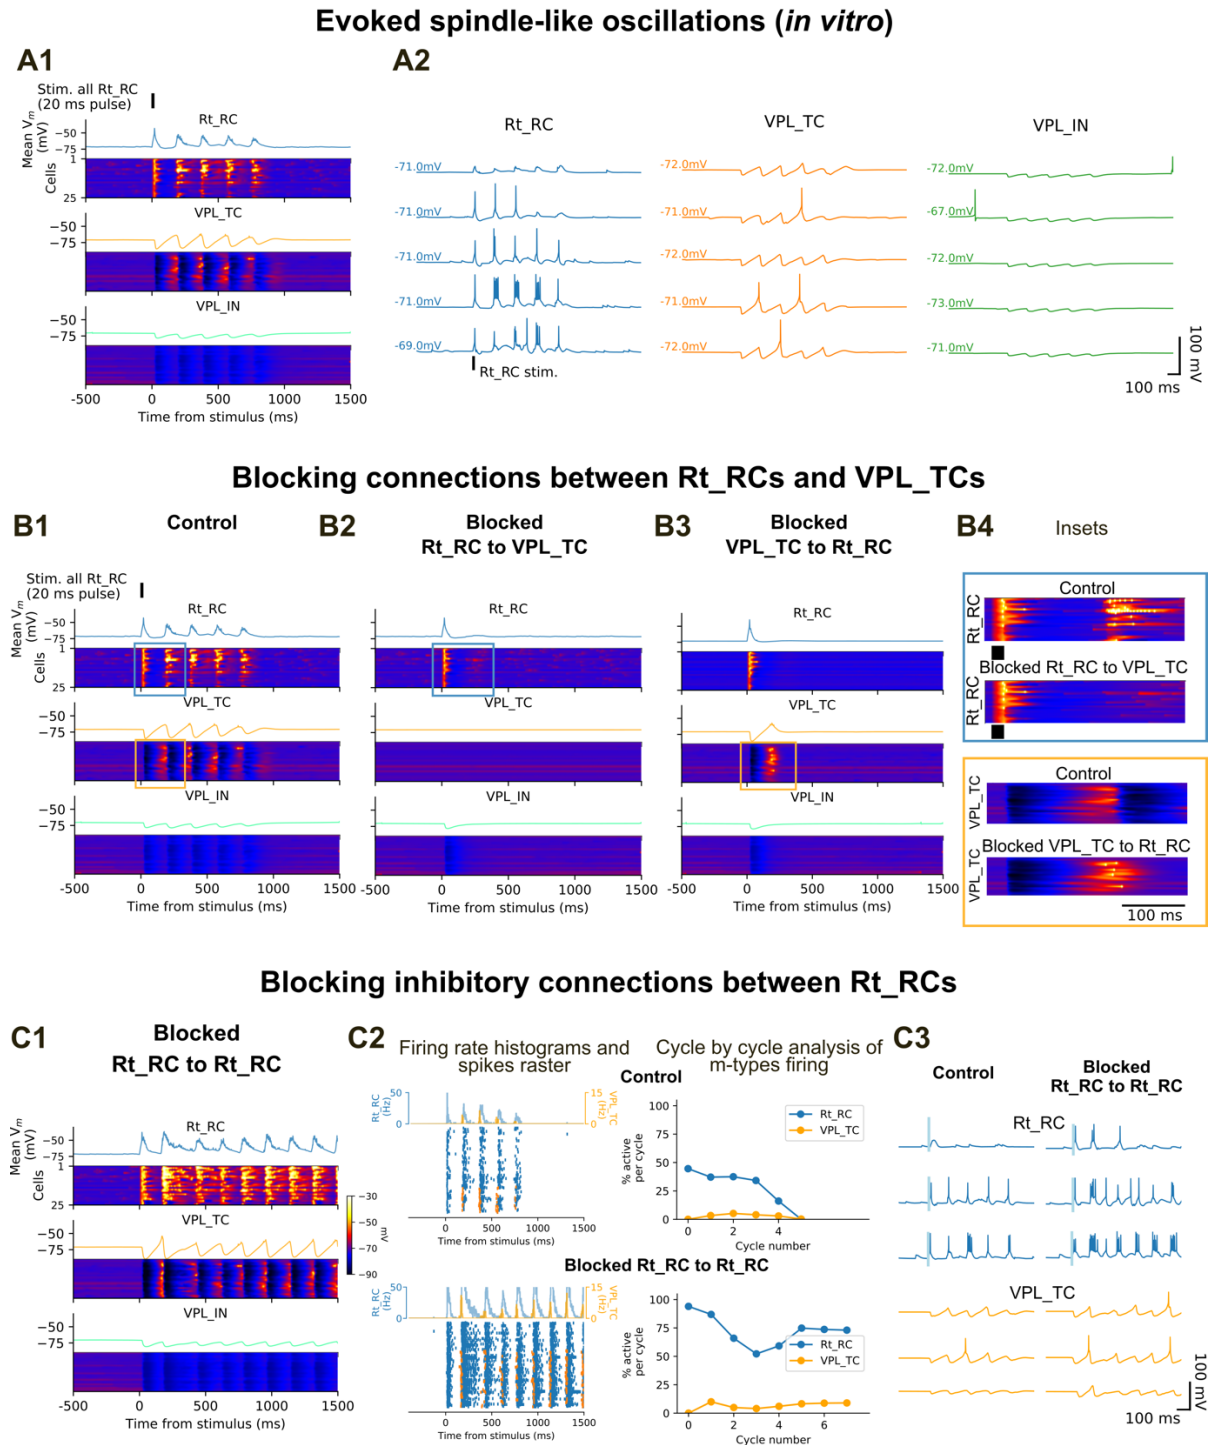 Evoked spindle-like oscillations (in vitro)
A1
Stim. all Rt_RC
(20 ms pulse)
Rt_RC
Mean Vm
(mV)
−50
−75
Cells
1
25
VPL_TC
−50
−75
VPL_IN
−50
−75
-500
0
500
1000
1500
Time from stimulus (ms)
A2
Rt_RC
VPL_TC
VPL_IN
-71.0mV
-72.0mV
-72.0mV
-71.0mV
-71.0mV
-67.0mV
-71.0mV
-72.0mV
-72.0mV
-71.0mV
-71.0mV
-73.0mV
-69.0mV
-72.0mV
-71.0mV
Rt_RC stim.
100 mV
100 ms
Blocking connections between Rt_RCs and VPL_TCs
B1
Control
Stim. all Rt_RC
(20 ms pulse)
Rt_RC
Mean Vm
(mV)
−50
−75
Cells
1
25
VPL_TC
−50
−75
VPL_IN
−50
−75
-500
0
500
1000
1500
Time from stimulus (ms)
B2
Blocked
Rt_RC to VPL_TC
Rt_RC
VPL_TC
VPL_IN
-500
0
500
1000
1500
Time from stimulus (ms)
B3
Blocked
VPL_TC to Rt_RC
Rt_RC
VPL_TC
VPL_IN
-500
0
500
1000
1500
Time from stimulus (ms)
B4
Insets
Control
Rt_RC
Blocked Rt_RC to VPL_TC
Rt_RC
Control
VPL_TC
Blocked VPL_TC to Rt_RC
VPL_TC
100 ms
Blocking inhibitory connections between Rt_RCs
C1
Blocked
Rt_RC to Rt_RC
Rt_RC
Mean Vm
(mV)
−50
−75
Cells
1
25
VPL_TC
−50
−75
−30
−50
−70
−90
mV
VPL_IN
−50
−75
-500
0
500
1000
1500
Time from stimulus (ms)
C2
Firing rate histograms and
spikes raster
Cycle by cycle analysis of
m-types firing
Control
Rt_RC
(Hz)
50
0
15
0
VPL_TC
(Hz)
0
500
1000
1500
Time from stimulus (ms)
% active
per cycle
100
75
50
25
0
Rt_RC
VPL_TC
0
2
4
6
Cycle number
Blocked Rt_RC to Rt_RC
Rt_RC
(Hz)
50
0
15
0
VPL_TC
(Hz)
0
500
1000
1500
Time from stimulus (ms)
% active
per cycle
100
75
50
25
0
Rt_RC
VPL_TC
0
2
4
6
Cycle number
C3
Control
Blocked
Rt_RC to Rt_RC
Rt_RC
VPL_TC
100 mV
100 ms